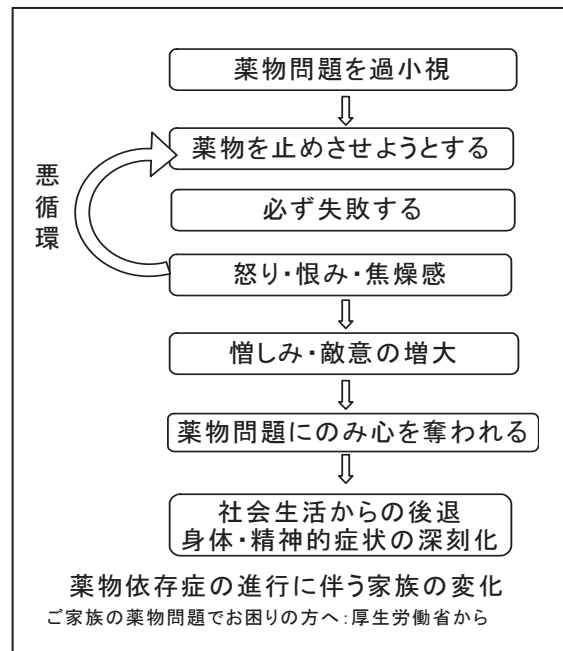 薬物問題を過小視
薬物を止めさせようとする
悪循環
必ず失敗する
怒り・恨み・焦燥感
憎しみ・敵意の増大
薬物問題にのみ心を奪われる
社会生活からの後退
身体・精神的症状の深刻化
薬物依存症の進行に伴う家族の変化
ご家族の薬物問題でお困りの方へ:厚生労働省から